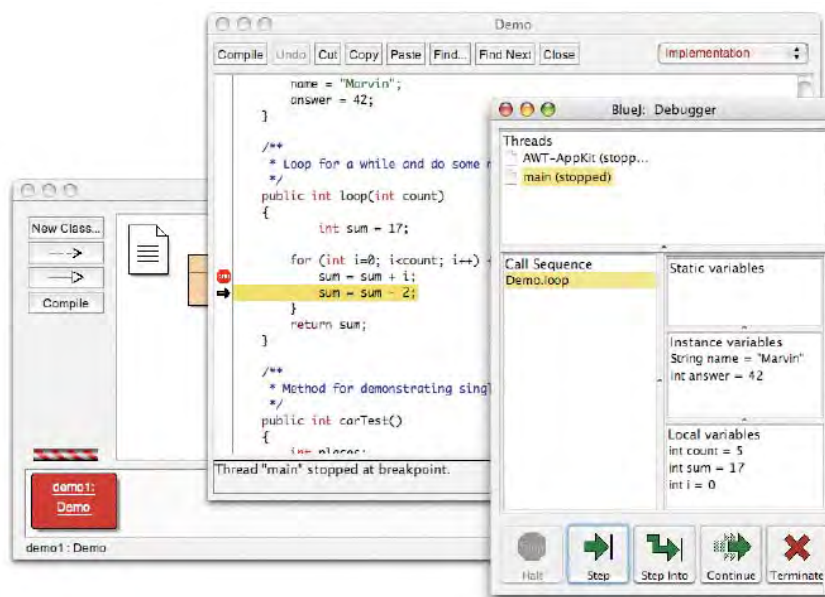 Demo
Compile Undo Cut Copy Paste Find... Find Next Close Implementation
name = "Marvin";
answer = 42;
}
/**
* Loop for a while and do some
*/
public int loop(int count)
{
int sum = 17;
for (int i=0; i<count; i++)
sum = sum + i;
sum = sum - 2;
}
return sum;
}
/**
* Method for demonstrating singl
*/
public int carTest()
{
int places;
Thread "main" stopped at breakpoint.
New Class...
Compile
demo1:
Demo
demo1 : Demo
BlueJ: Debugger
Threads
AWT-AppKit (stopp...
main (stopped)
Call Sequence
Demo.loop
Static variables
Instance variables
String name = "Marvin"
int answer = 42
Local variables
int count = 5
int sum = 17
int i = 0
Halt Step Step Into Continue Terminate